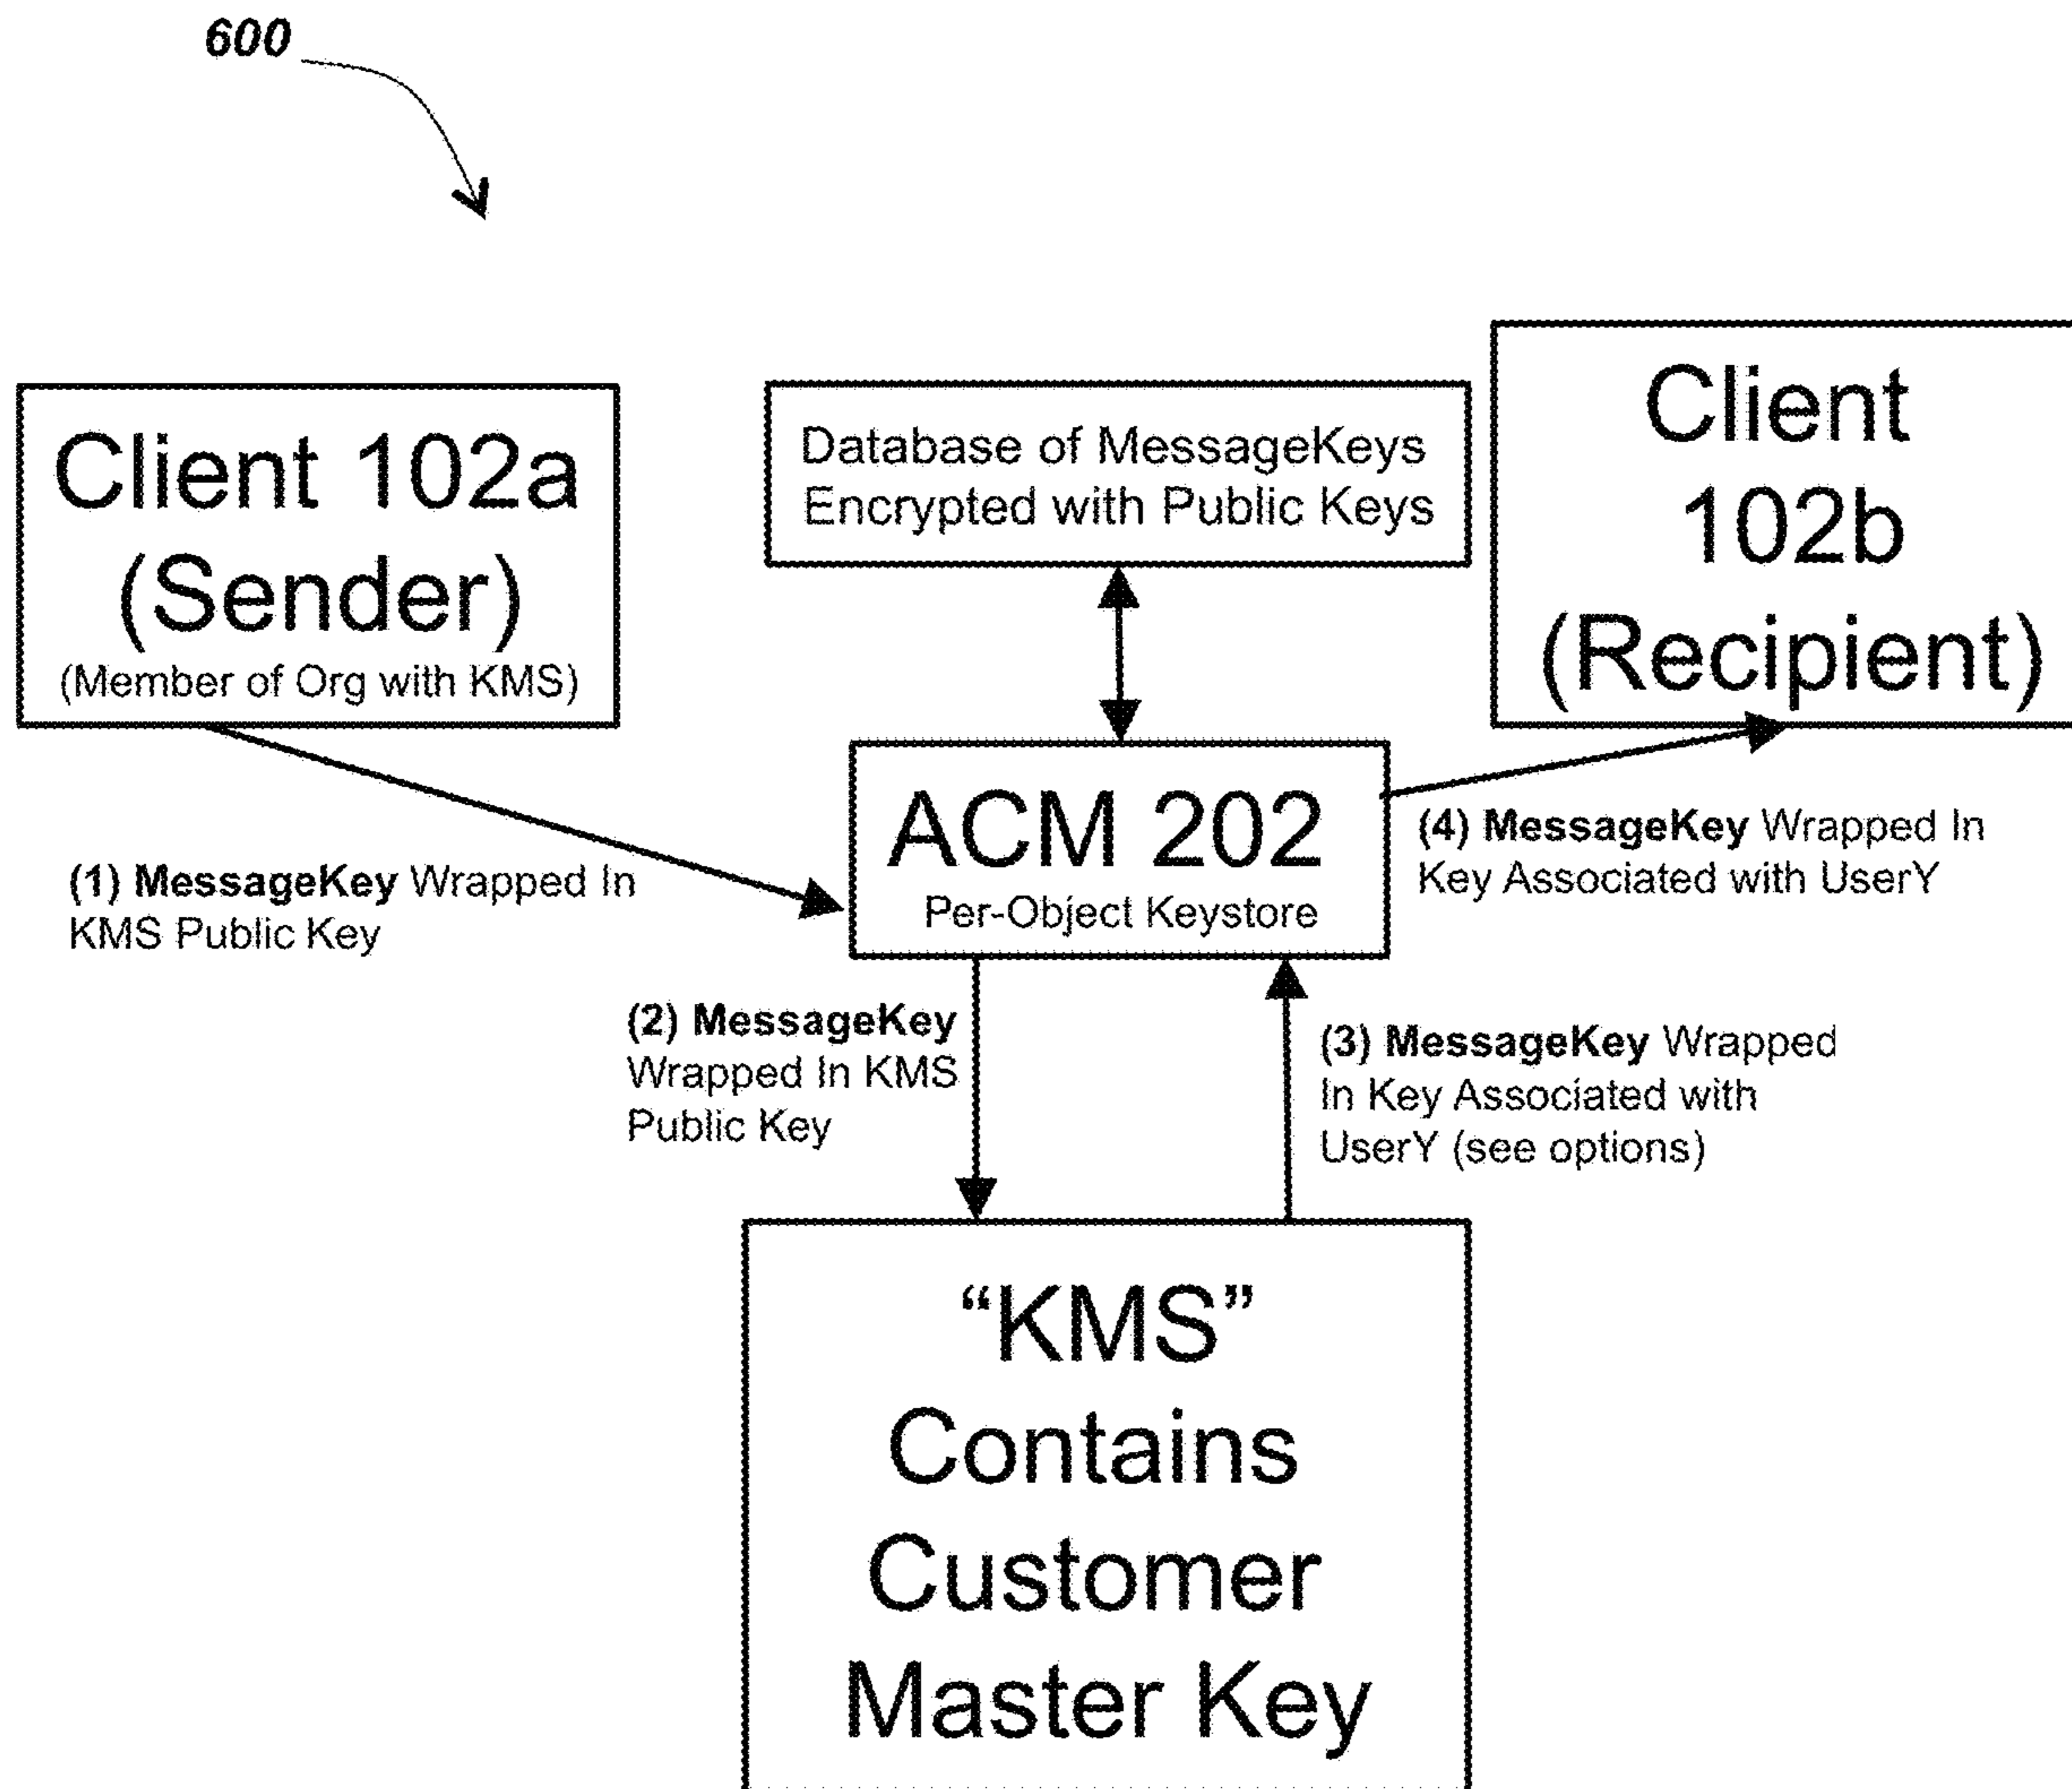 600
Client 102a
(Sender)
(Member of Org with KMS)
Database of MessageKeys
Encrypted with Public Keys
Client
102b
(Recipient)
ACM 202
Per-Object Keystore
(1) MessageKey Wrapped In
KMS Public Key
(4) MessageKey Wrapped In
Key Associated with UserY
(2) MessageKey
Wrapped In KMS
Public Key
(3) MessageKey Wrapped
In Key Associated with
UserY (see options)
“KMS”
Contains
Customer
Master Key